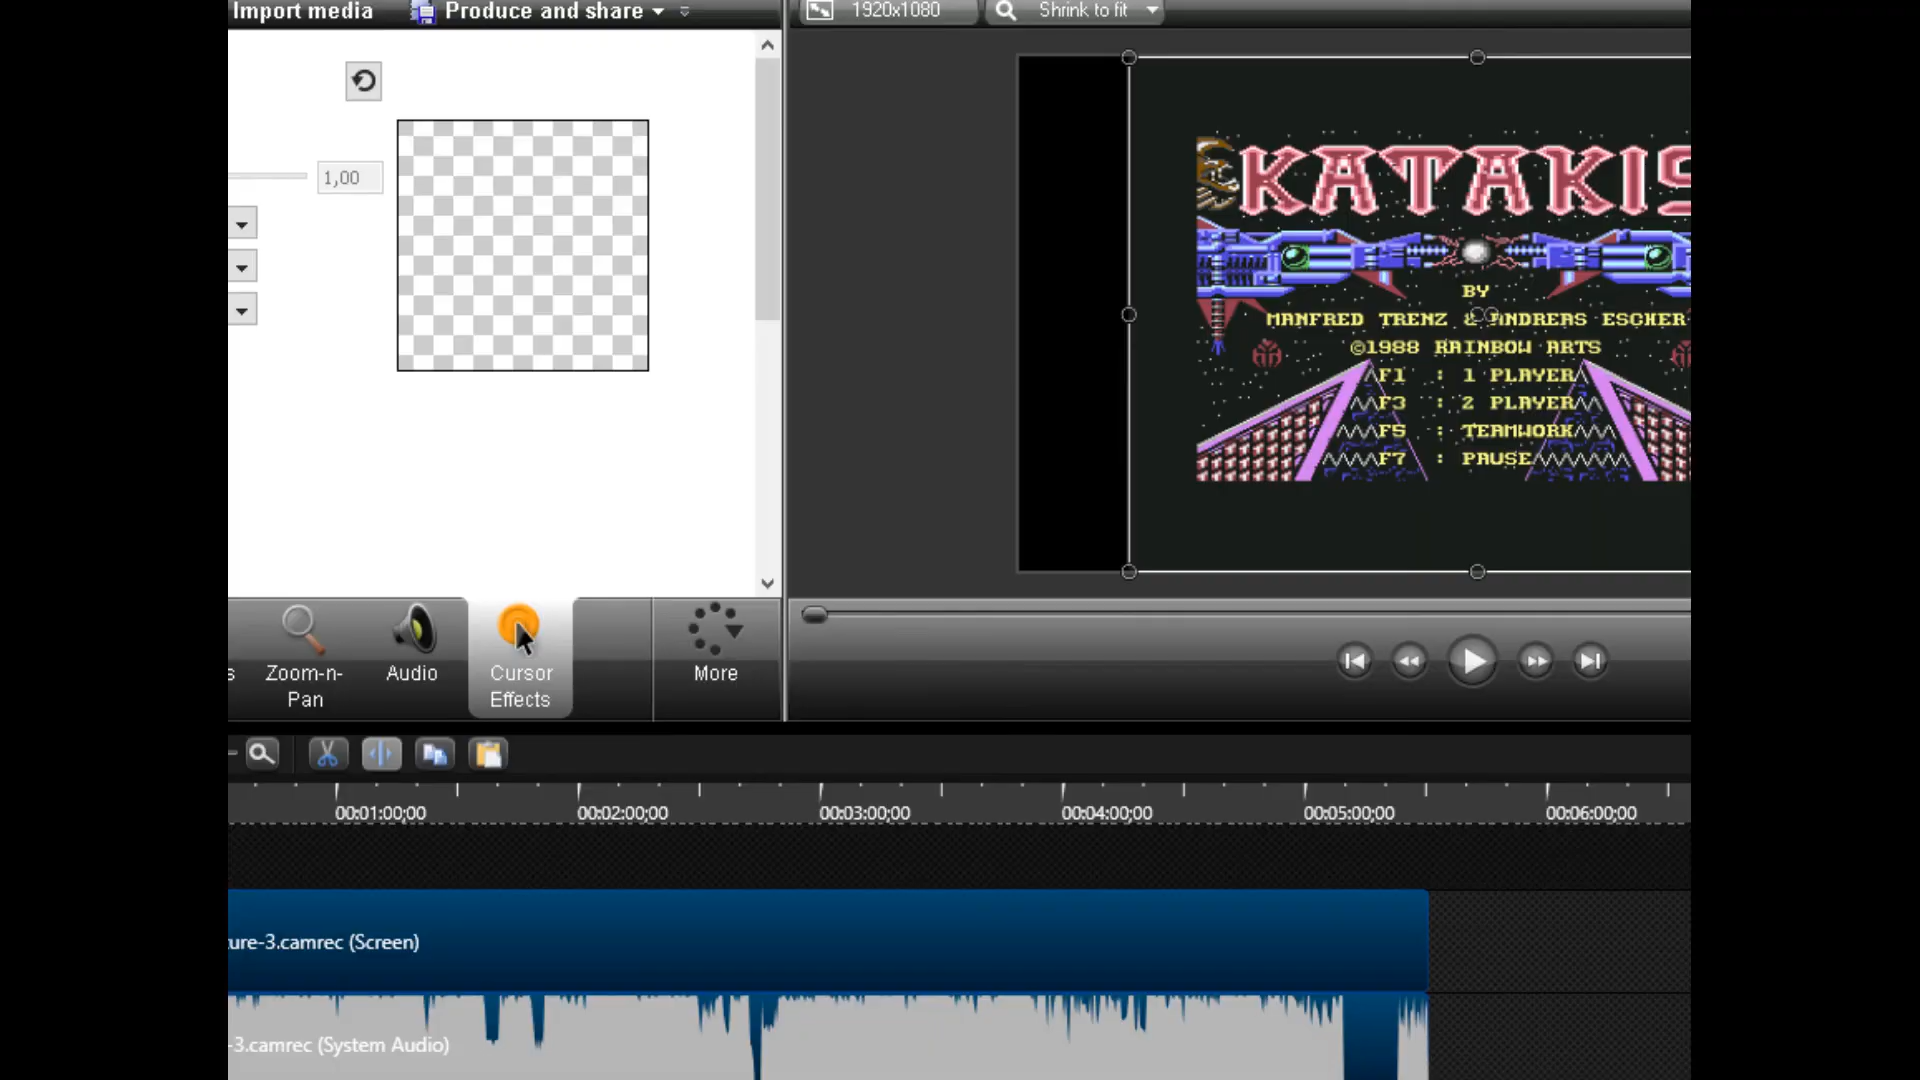 Import media
Produce and share
1920x1080
Shrink to fit
1,00
KATAKIS
BY
MANFRED TRENZ & ANDREAS ESCHER
©1988 RAINBOW ARTS
F1 : 1 PLAYER
F3 : 2 PLAYER
F5 : TEAMWORK
F7 : PAUSE
s
Zoom-n-
Pan
Audio
Cursor
Effects
More
00:01:00;00
00:02:00;00
00:03:00;00
00:04:00;00
00:05:00;00
00:06:00;00
ure-3.camrec (Screen)
-3.camrec (System Audio)